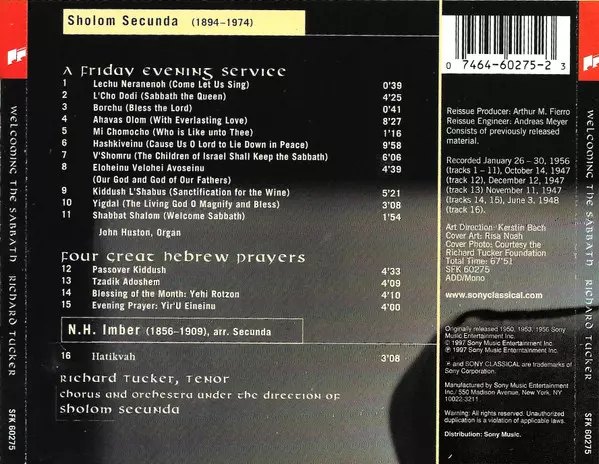 Sholom Secunda (1894-1974)
A Friday Evening Service
1 Lechu Neranenoh (Come Let Us Sing) 0'39
2 L'Cho Dodi (Sabbath the Queen) 4'25
3 Borchu (Bless the Lord) 0'41
4 Ahavas Olom (With Everlasting Love) 8'27
5 Mi Chomocho (Who is Like unto Thee) 1'16
6 Hashkiveinu (Cause Us O Lord to Lie Down in Peace) 9'58
7 V'Shomru (The Children of Israel Shall Keep the Sabbath) 6'06
8 Eloheinu Velohei Avoseinu 4'39
(Our God and God of Our Fathers)
9 Kiddush L'Shabus (Sanctification for the Wine) 5'21
10 Yigdal (The Living God O Magnify and Bless) 3'08
11 Shabbat Shalom (Welcome Sabbath) 1'54
John Huston, Organ
Four Great Hebrew Prayers
12 Passover Kiddush 4'33
13 Tzadik Adoshem 4'09
14 Blessing of the Month: Yehi Rotzon 4'10
15 Evening Prayer: Yir'U Eineinu 4'00
N.H. Imber (1856-1909), arr. Secunda
16 Hatikvah 3'08
Richard Tucker, Tenor
chorus and orchestra under the direction of
Sholom Secunda
0 7464-60275-2 3
Reissue Producer: Arthur M. Fierro
Reissue Engineer: Andreas Meyer
Consists of previously released
material.
Recorded January 26 - 30, 1956
(tracks 1 - 11), October 14, 1947
(track 12), December 12, 1947
(track 13) November 11, 1947
(tracks 14, 15), June 3, 1948
(track 16).
Art Direction: Kerstin Bach
Cover Art: Risa Noah
Cover Photo: Courtesy the
Richard Tucker Foundation
Total Time: 67'51
SFK 60275
ADD/Mono
www.sonyclassical.com
Originally released 1950, 1953, 1956 Sony
Music Entertainment Inc.
© 1997 Sony Music Entertainment Inc.
℗ 1997 Sony Music Entertainment Inc.
and SONY CLASSICAL are trademarks of
Sony Corporation.
Manufactured by Sony Music Entertainment
Inc./ 550 Madison Avenue, New York, NY
10022-3211
Warning: All rights reserved. Unauthorized
duplication is a violation of applicable laws.
Distribution: Sony Music.
Welcoming the Sabbath Richard Tucker SFK 60275
Welcoming the Sabbath Richard Tucker SFK 60275